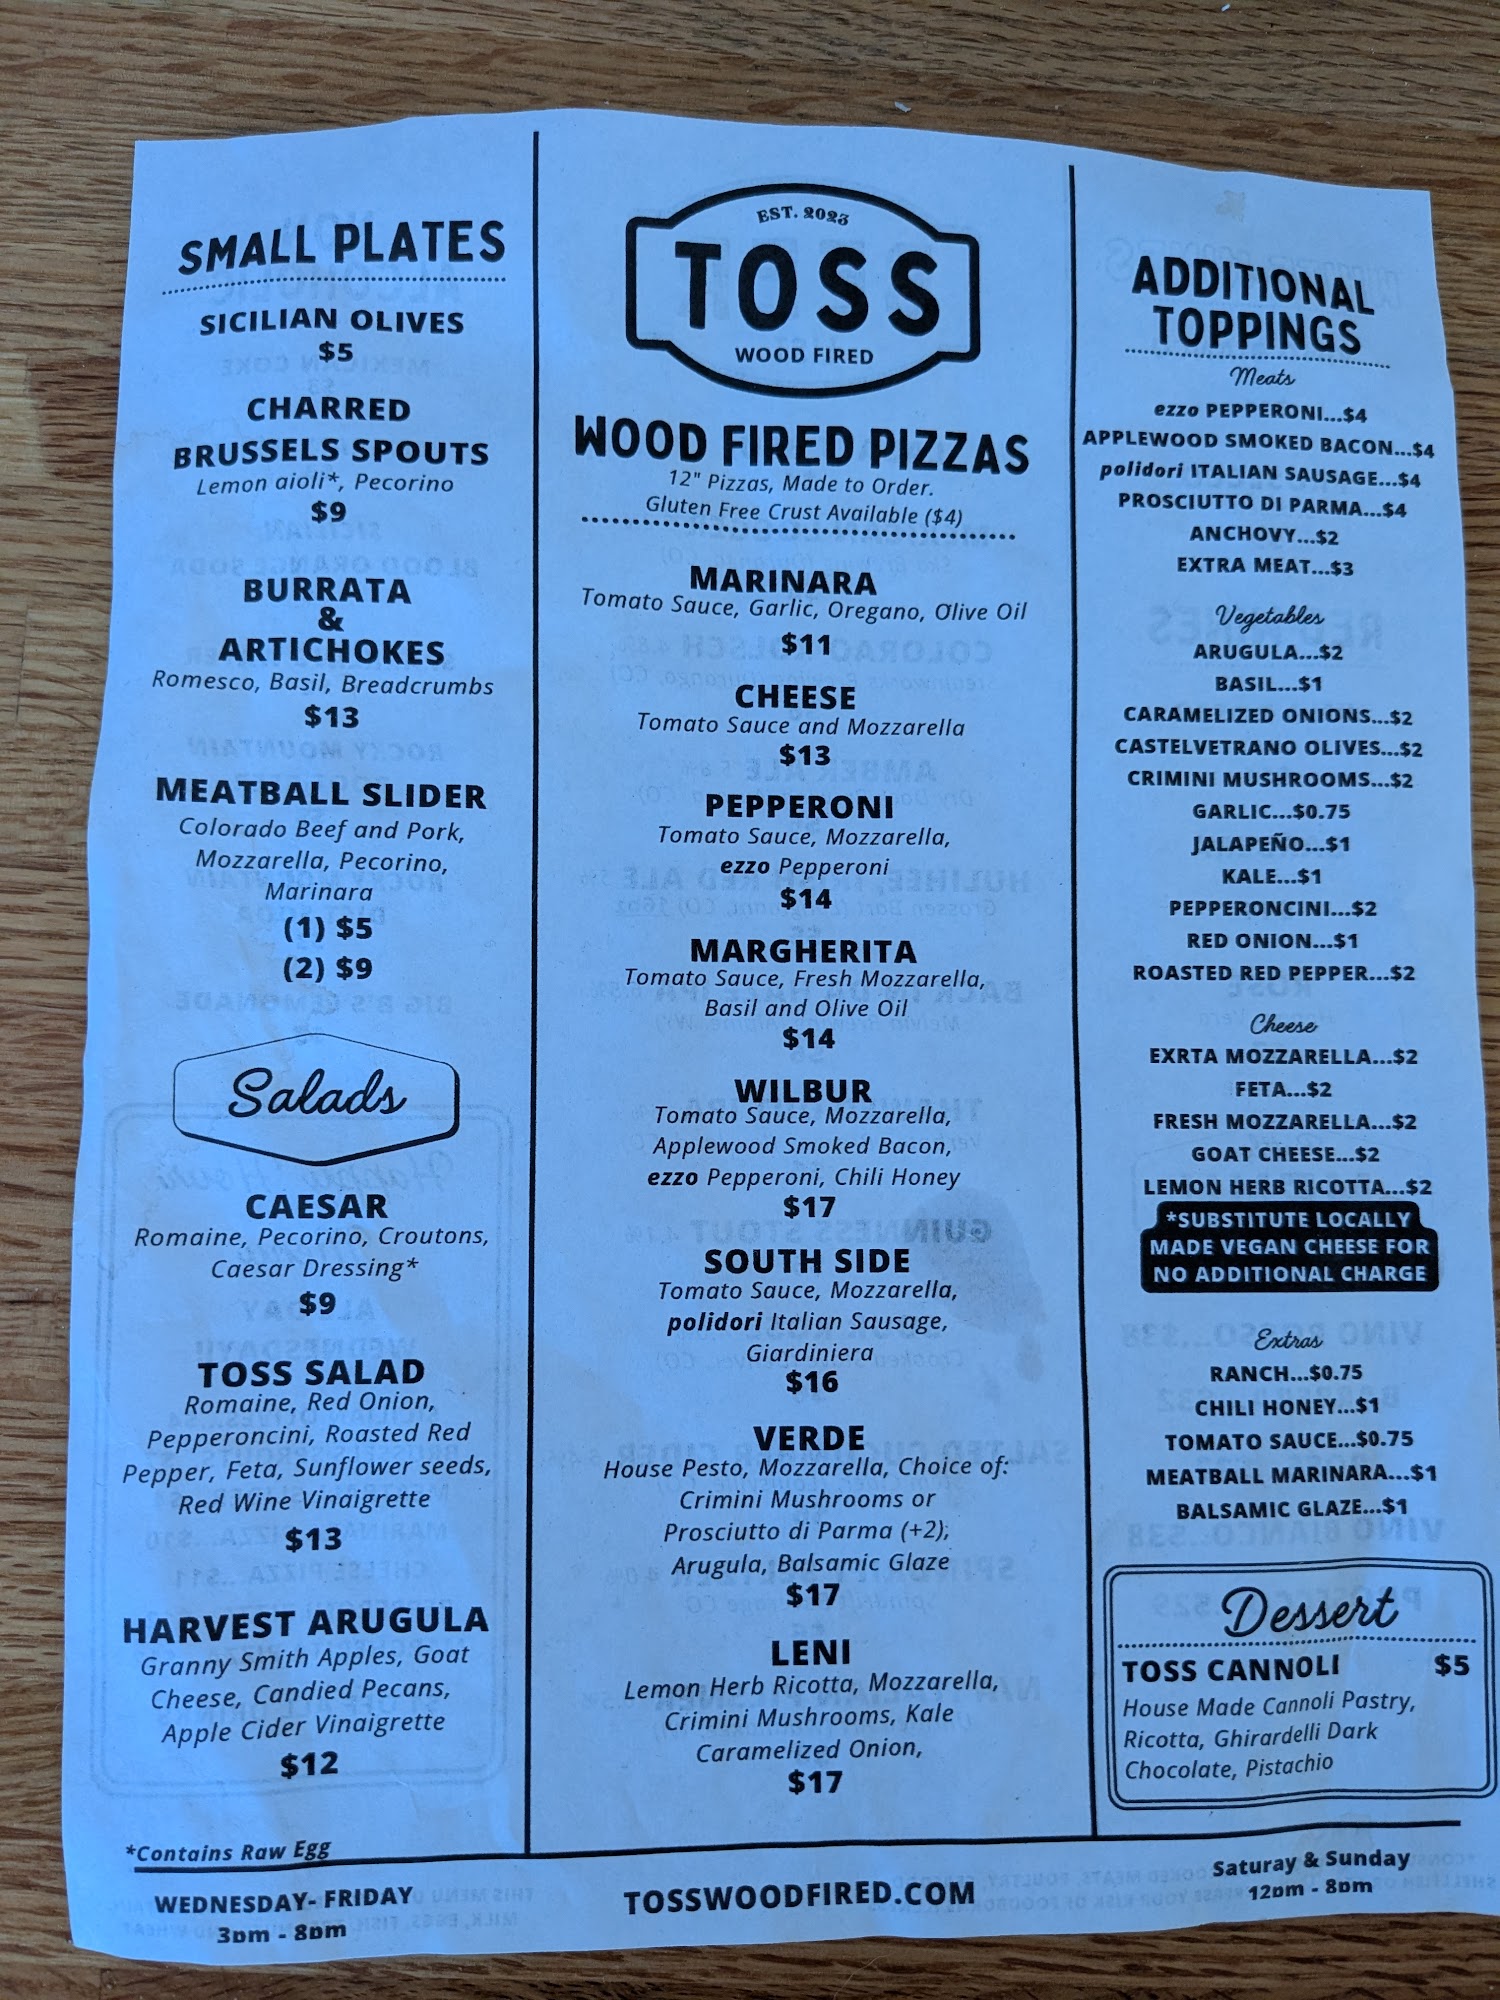 SMALL PLATES
SICILIAN OLIVES
$5
CHARRED
BRUSSELS SPOUTS
Lemon aioli*, Pecorino
$9
BURRATA
&
ARTICHOKES
Romesco, Basil, Breadcrumbs
$13
MEATBALL SLIDER
Colorado Beef and Pork,
Mozzarella, Pecorino,
Marinara
(1) $5
(2) $9
Salads
CAESAR
Romaine, Pecorino, Croutons,
Caesar Dressing*
$9
TOSS SALAD
Romaine, Red Onion,
Pepperoncini, Roasted Red
Pepper, Feta, Sunflower seeds,
Red Wine Vinaigrette
$13
HARVEST ARUGULA
Granny Smith Apples, Goat
Cheese, Candied Pecans,
Apple Cider Vinaigrette
$12
*Contains Raw Egg
WEDNESDAY- FRIDAY
3pm - 8pm
EST. 2023
TOSS
WOOD FIRED
WOOD FIRED PIZZAS
12" Pizzas, Made to Order.
Gluten Free Crust Available ($4)
MARINARA
Tomato Sauce, Garlic, Oregano, Olive Oil
$11
CHEESE
Tomato Sauce and Mozzarella
$13
PEPPERONI
Tomato Sauce, Mozzarella,
ezzo Pepperoni
$14
MARGHERITA
Tomato Sauce, Fresh Mozzarella,
Basil and Olive Oil
$14
WILBUR
Tomato Sauce, Mozzarella,
Applewood Smoked Bacon,
ezzo Pepperoni, Chili Honey
$17
SOUTH SIDE
Tomato Sauce, Mozzarella,
polidori Italian Sausage,
Giardiniera
$16
VERDE
House Pesto, Mozzarella, Choice of:
Crimini Mushrooms or
Prosciutto di Parma (+2);
Arugula, Balsamic Glaze
$17
LENI
Lemon Herb Ricotta, Mozzarella,
Crimini Mushrooms, Kale
Caramelized Onion,
$17
TOSSWOODFIRED.COM
ADDITIONAL
TOPPINGS
Meats
ezzo PEPPERONI...$4
APPLEWOOD SMOKED BACON...$4
polidori ITALIAN SAUSAGE...$4
PROSCIUTTO DI PARMA...$4
ANCHOVY...$2
EXTRA MEAT...$3
Vegetables
ARUGULA...$2
BASIL...$1
CARAMELIZED ONIONS...$2
CASTELVETRANO OLIVES...$2
CRIMINI MUSHROOMS...$2
GARLIC...$0.75
JALAPEÑO...$1
KALE...$1
PEPPERONCINI...$2
RED ONION...$1
ROASTED RED PEPPER...$2
Cheese
EXRTA MOZZARELLA...$2
FETA...$2
FRESH MOZZARELLA...$2
GOAT CHEESE...$2
LEMON HERB RICOTTA...$2
*SUBSTITUTE LOCALLY
MADE VEGAN CHEESE FOR
NO ADDITIONAL CHARGE
Extras
RANCH...$0.75
CHILI HONEY...$1
TOMATO SAUCE...$0.75
MEATBALL MARINARA...$1
BALSAMIC GLAZE...$1
Dessert
TOSS CANNOLI $5
House Made Cannoli Pastry,
Ricotta, Ghirardelli Dark
Chocolate, Pistachio
Saturay & Sunday
12pm - 8pm